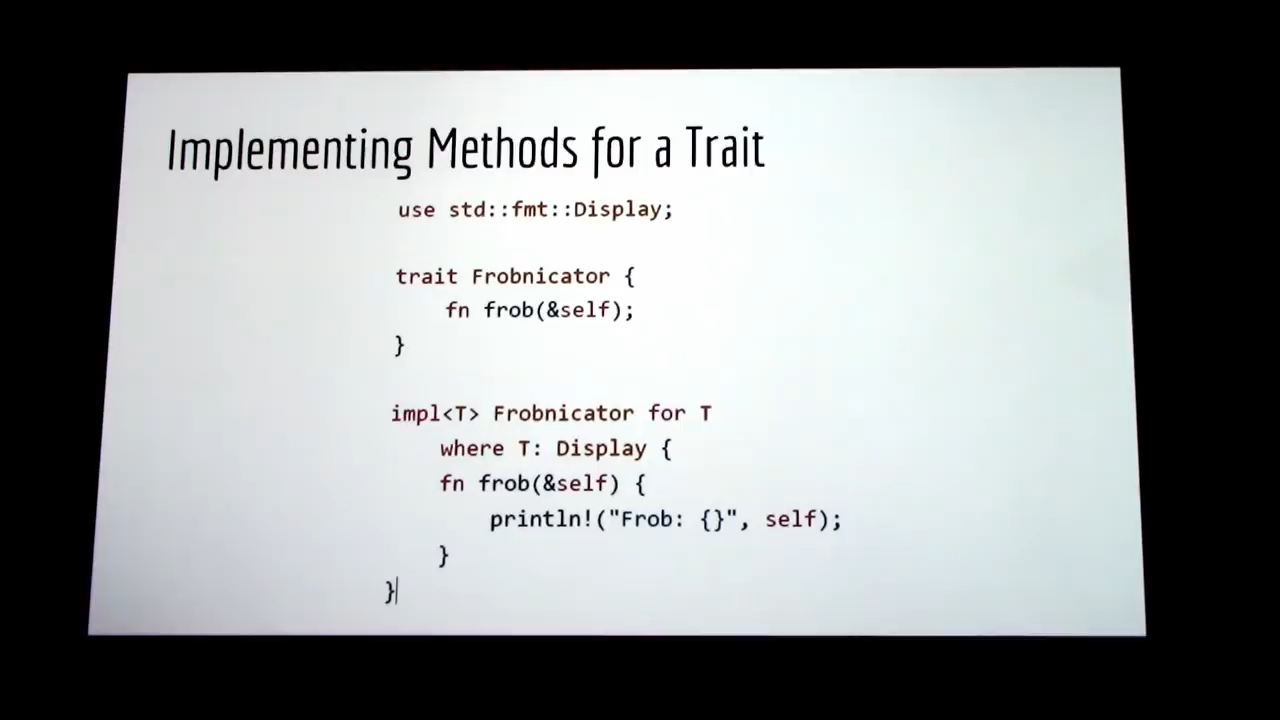 Implementing Methods for a Trait
use std::fmt::Display;
trait Frobnicator {
fn frob(&self);
}
impl<T> Frobnicator for T
where T: Display {
fn frob(&self) {
println!("Frob: {}", self);
}
}